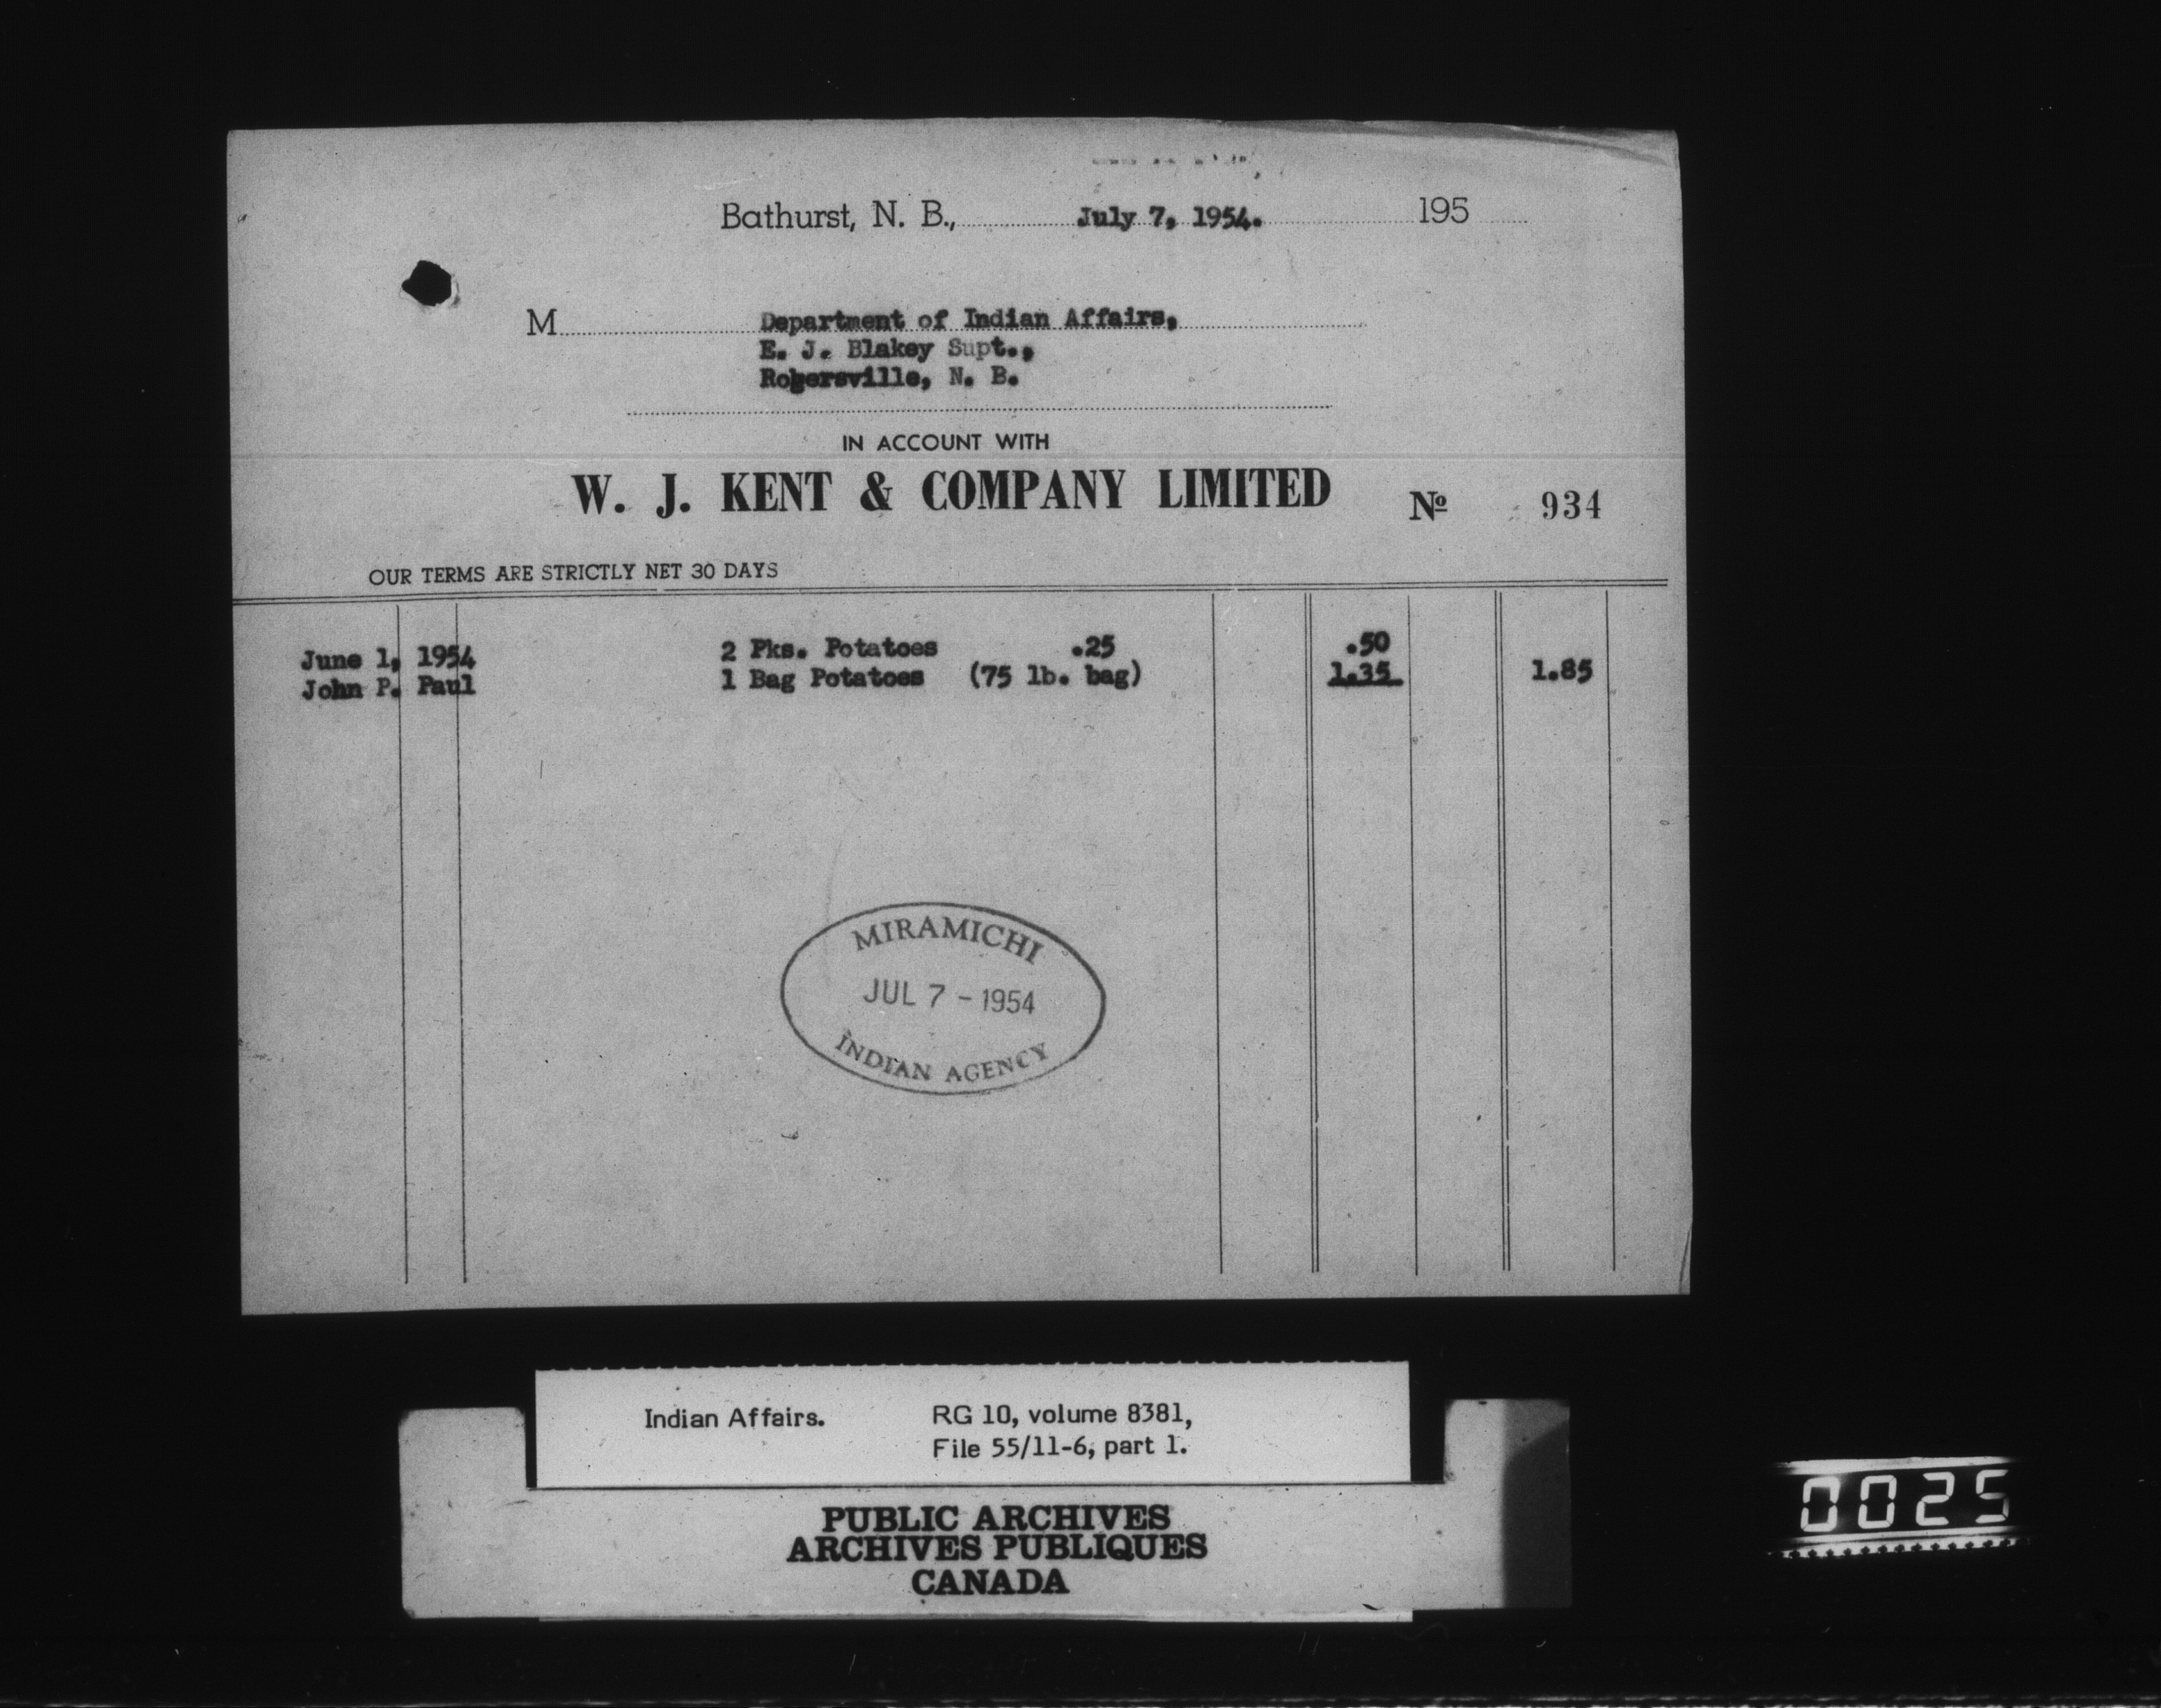 Bathurst, N. B., July 7, 1954. 195
M Department of Indian Affairs,
E. J. Blakey Supt.,
Rogersville, N. B.
IN ACCOUNT WITH
W. J. KENT & COMPANY LIMITED № 934
OUR TERMS ARE STRICTLY NET 30 DAYS
June 1, 1954 2 Pks. Potatoes .25 .50
John P. Paul 1 Bag Potatoes (75 lb. bag) 1.35 1.85
MIRAMICHI
JUL 7 - 1954
INDIAN AGENCY
Indian Affairs. RG 10, volume 8381,
File 55/11-6, part 1.
PUBLIC ARCHIVES
ARCHIVES PUBLIQUES
CANADA
0025